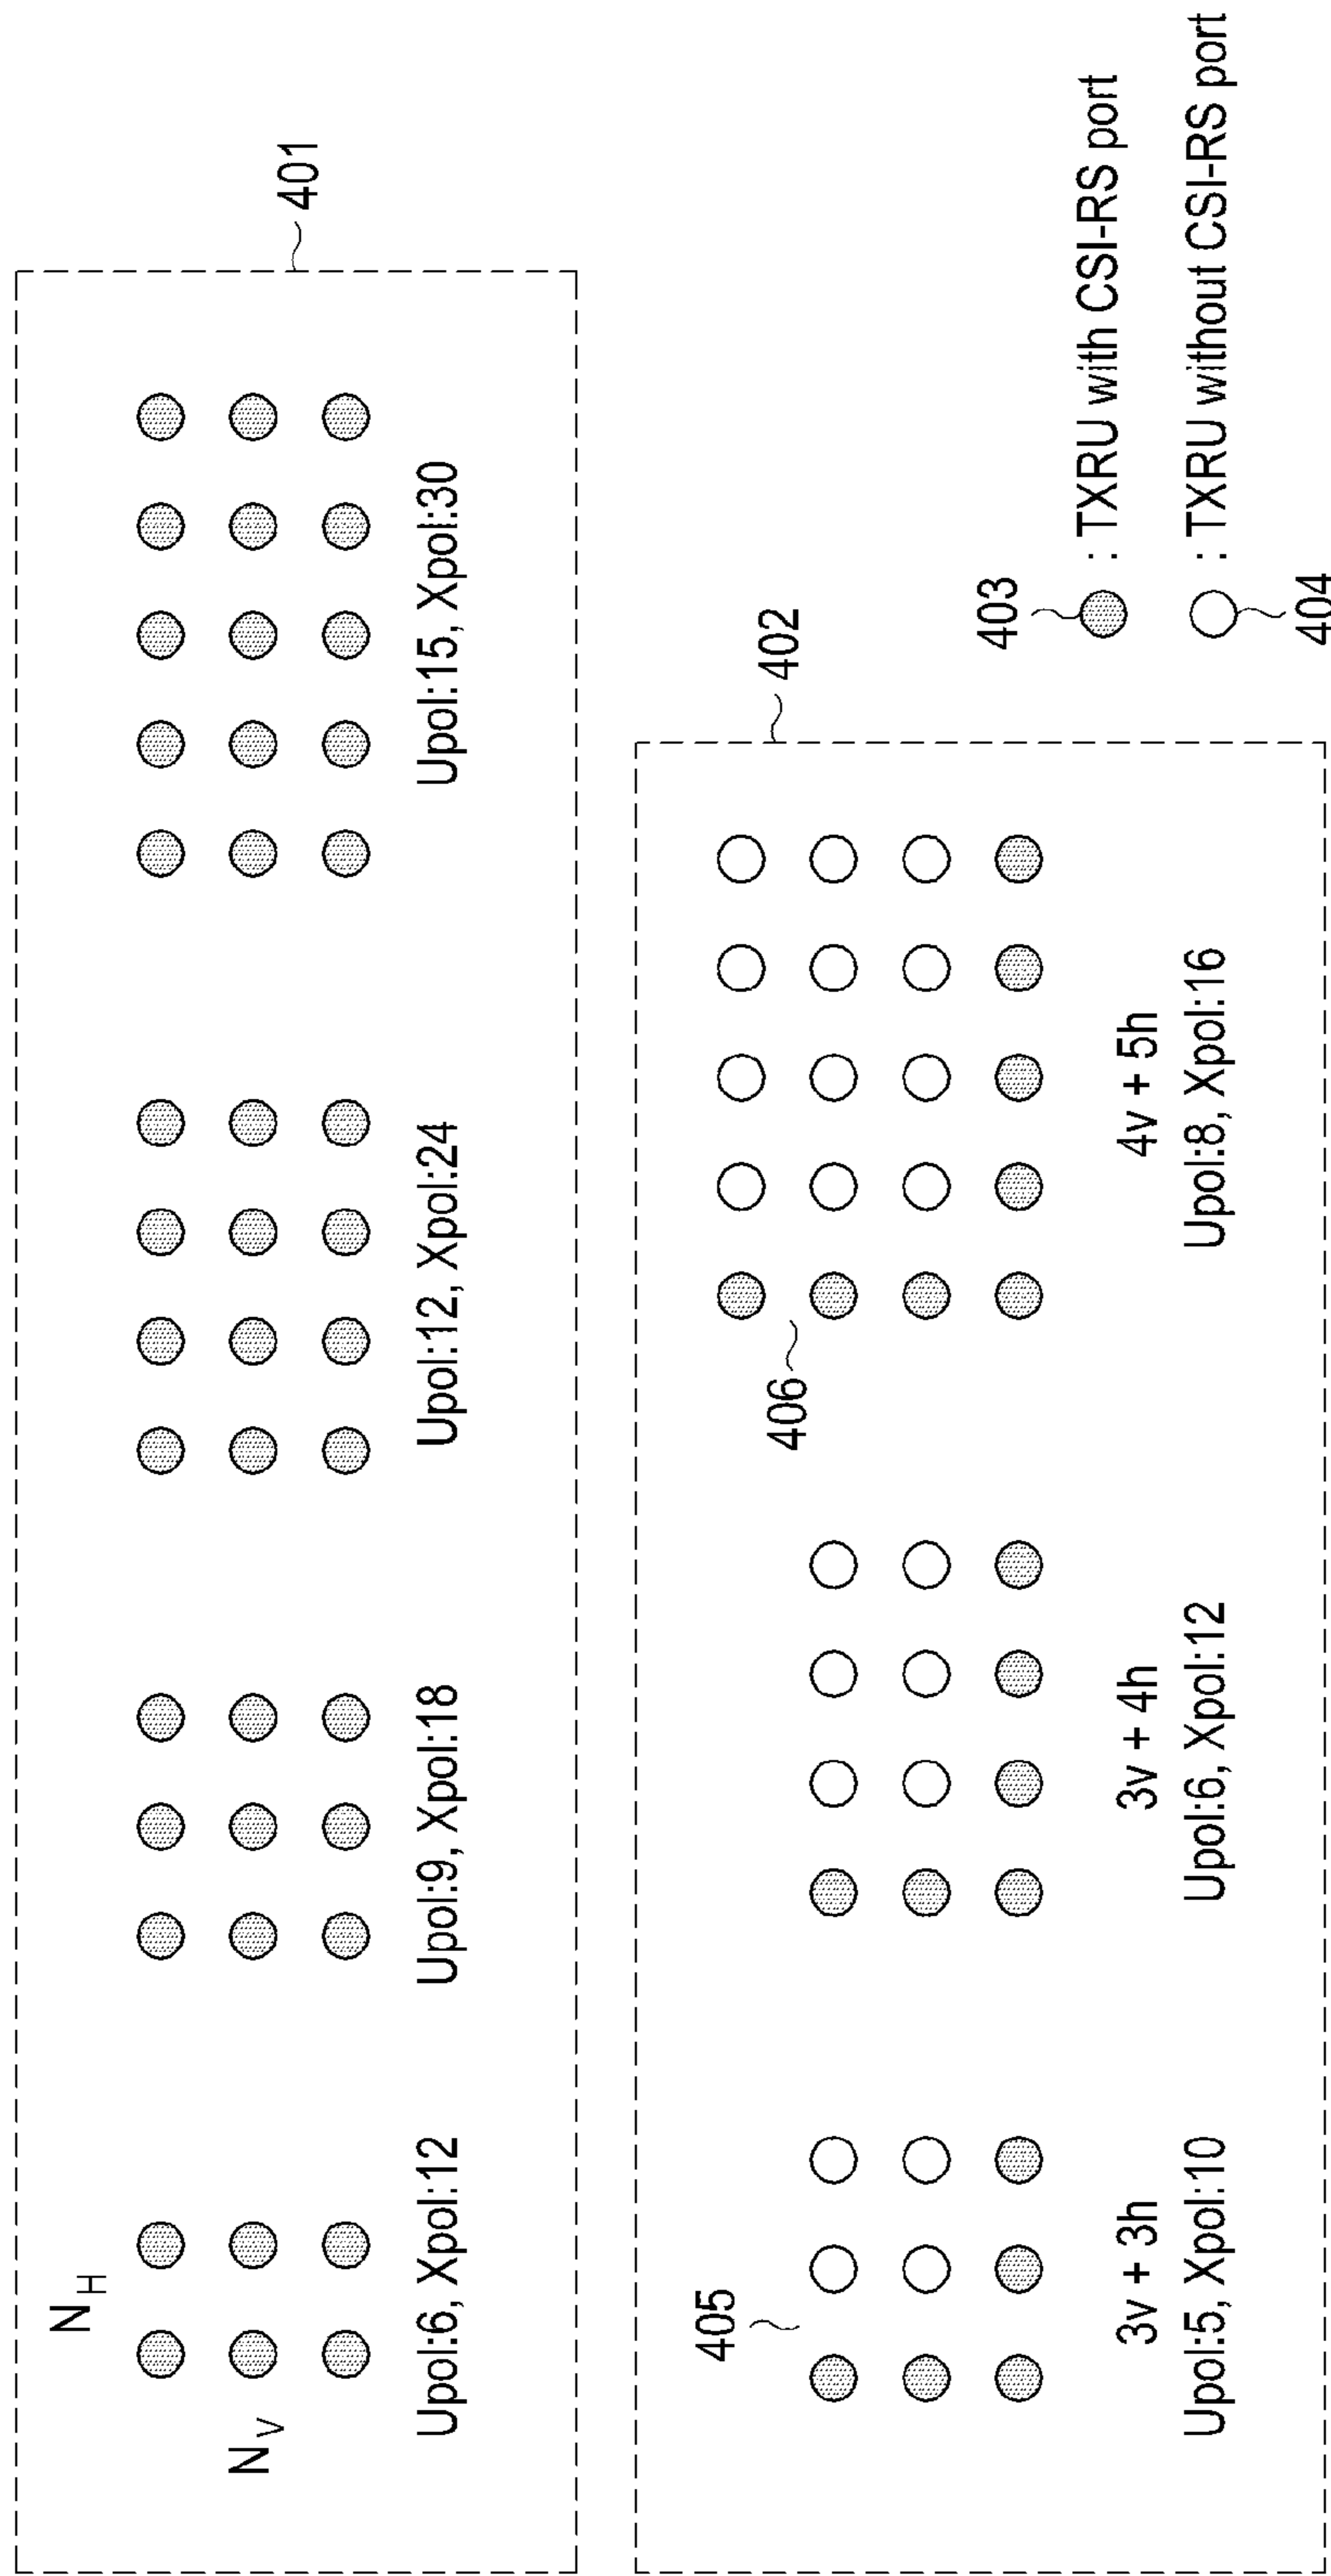 N_H
N_V
Upol:6, Xpol:12
Upol:9, Xpol:18
Upol:12, Xpol:24
Upol:15, Xpol:30
401
402
405
3v + 3h
Upol:5, Xpol:10
3v + 4h
Upol:6, Xpol:12
406
4v + 5h
Upol:8, Xpol:16
403
: TXRU with CSI-RS port
: TXRU without CSI-RS port
404